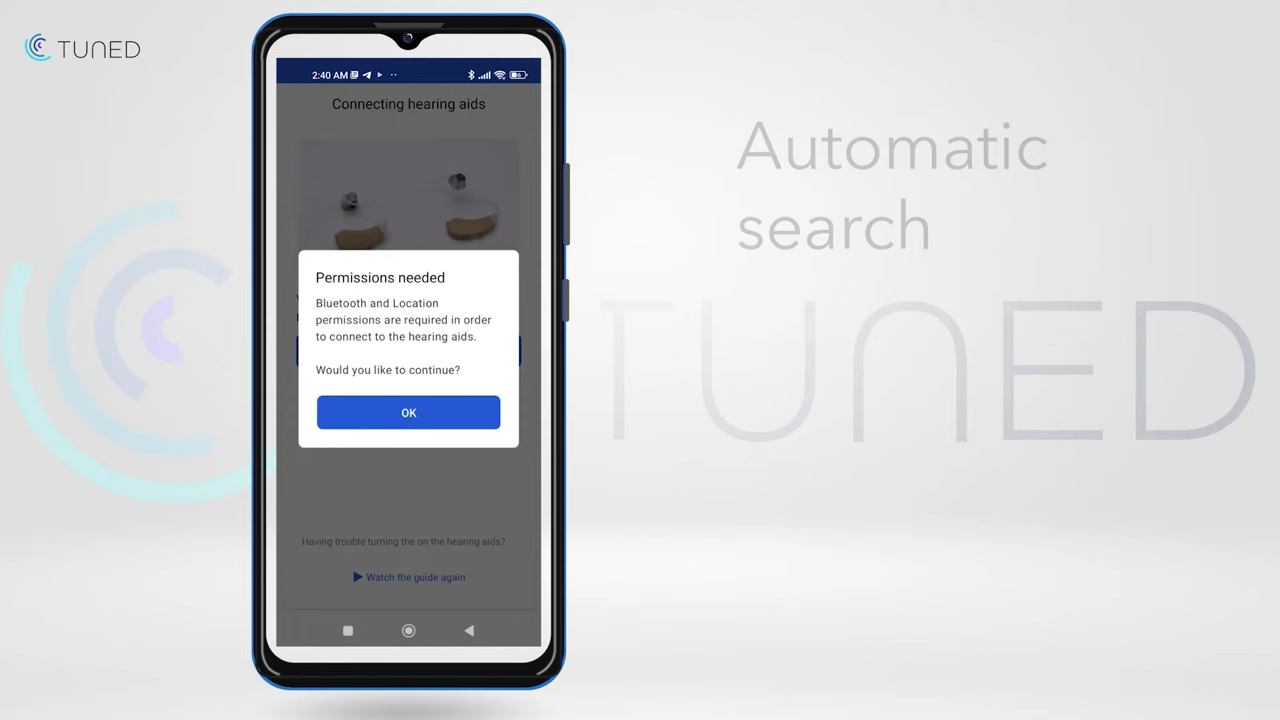 TUNED
2:40 AM
Connecting hearing aids
Permissions needed
Bluetooth and Location
permissions are required in order
to connect to the hearing aids.
Would you like to continue?
OK
Having trouble turning the on the hearing aids?
Watch the guide again
Automatic
search
TUNED